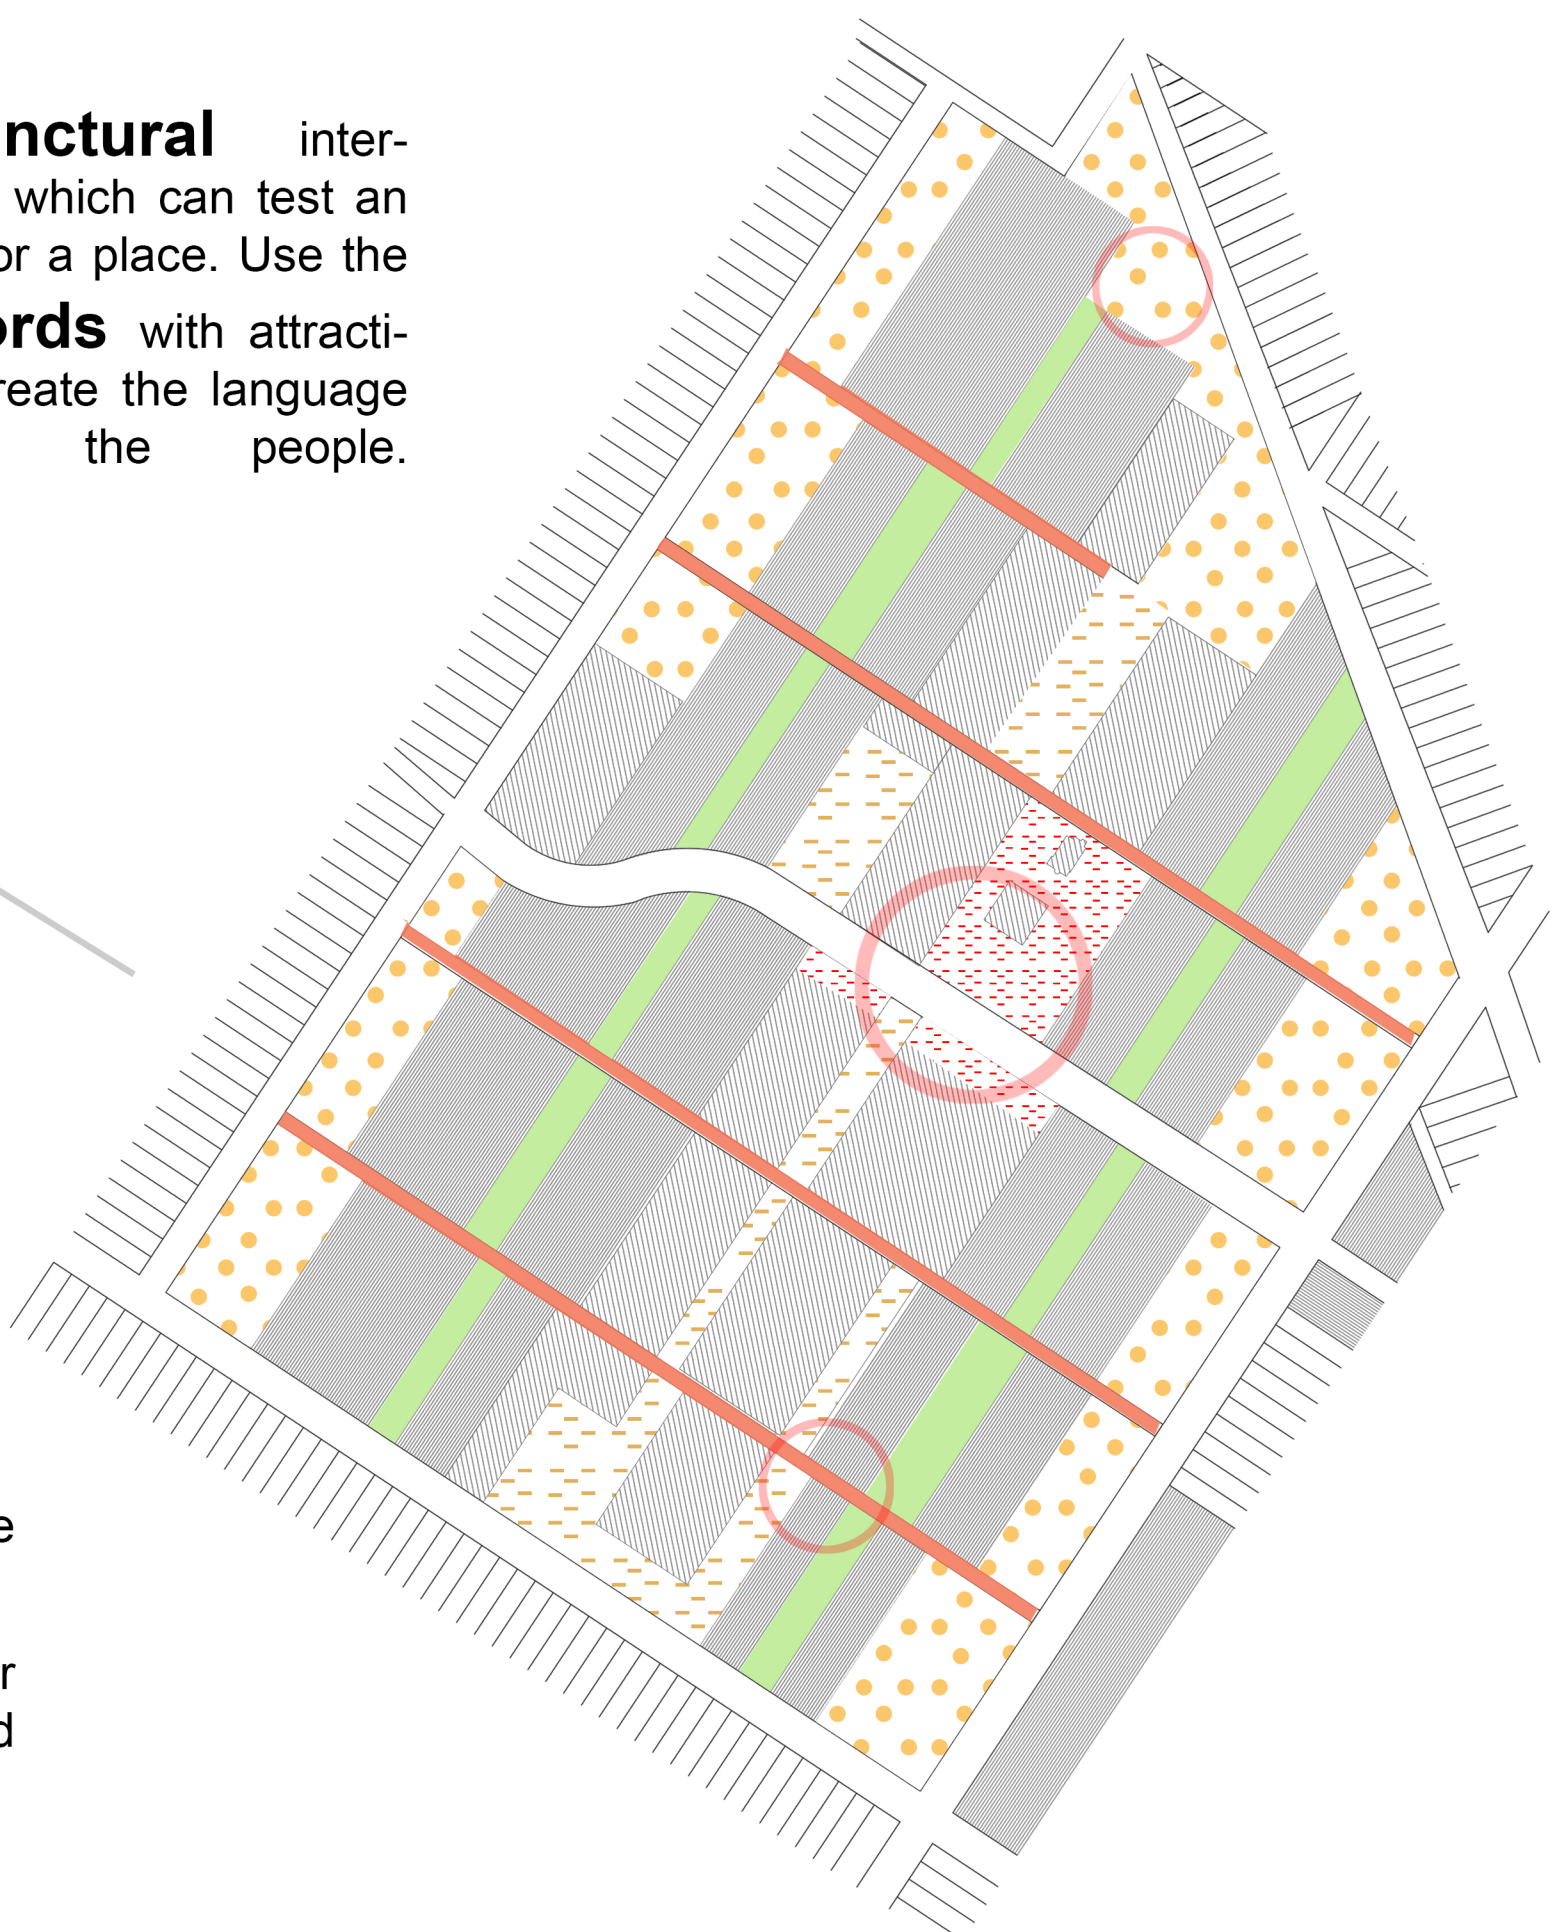 nctural inter-
which can test an
or a place. Use the
ords with attracti-
reate the language
the people.
e
r
d